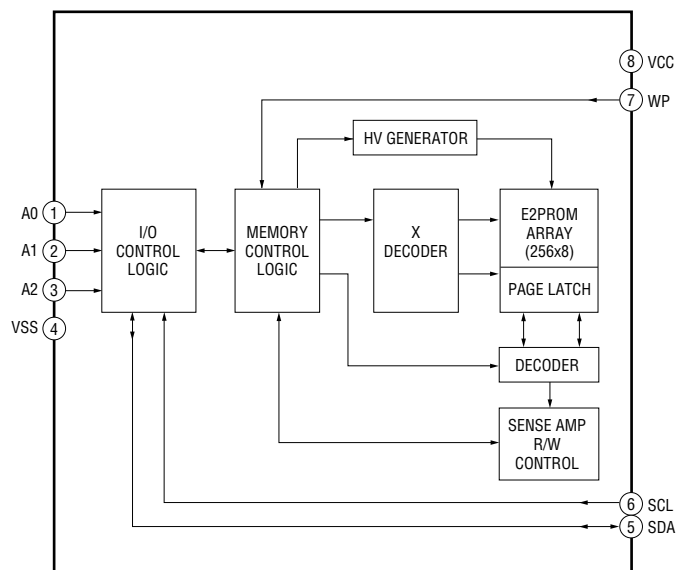 8 VCC
7 WP
HV GENERATOR
A0 1
A1 2
A2 3
VSS 4
I/O
CONTROL
LOGIC
MEMORY
CONTROL
LOGIC
X
DECODER
E2PROM
ARRAY
(256x8)
PAGE LATCH
DECODER
SENSE AMP
R/W
CONTROL
6 SCL
5 SDA